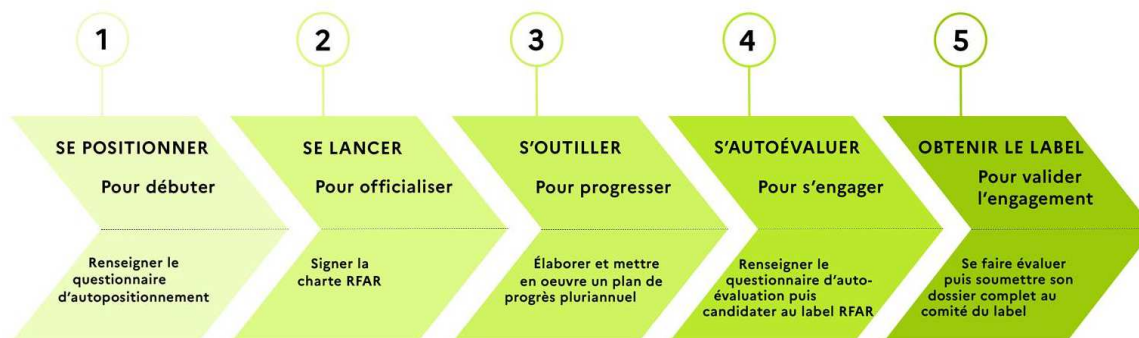 1
SE POSITIONNER
Pour débuter
Renseigner le
questionnaire
d'autopositionnement
2
SE LANCER
Pour officialiser
Signer la
charte RFAR
3
S'OUTILLER
Pour progresser
Élaborer et mettre
en oeuvre un plan de
progrès pluriannuel
4
S'AUTOÉVALUER
Pour s'engager
Renseigner le
questionnaire d'auto-
évaluation puis
candidater au label RFAR
5
OBTENIR LE LABEL
Pour valider
l'engagement
Se faire évaluer
puis soumettre son
dossier complet au
comité du label